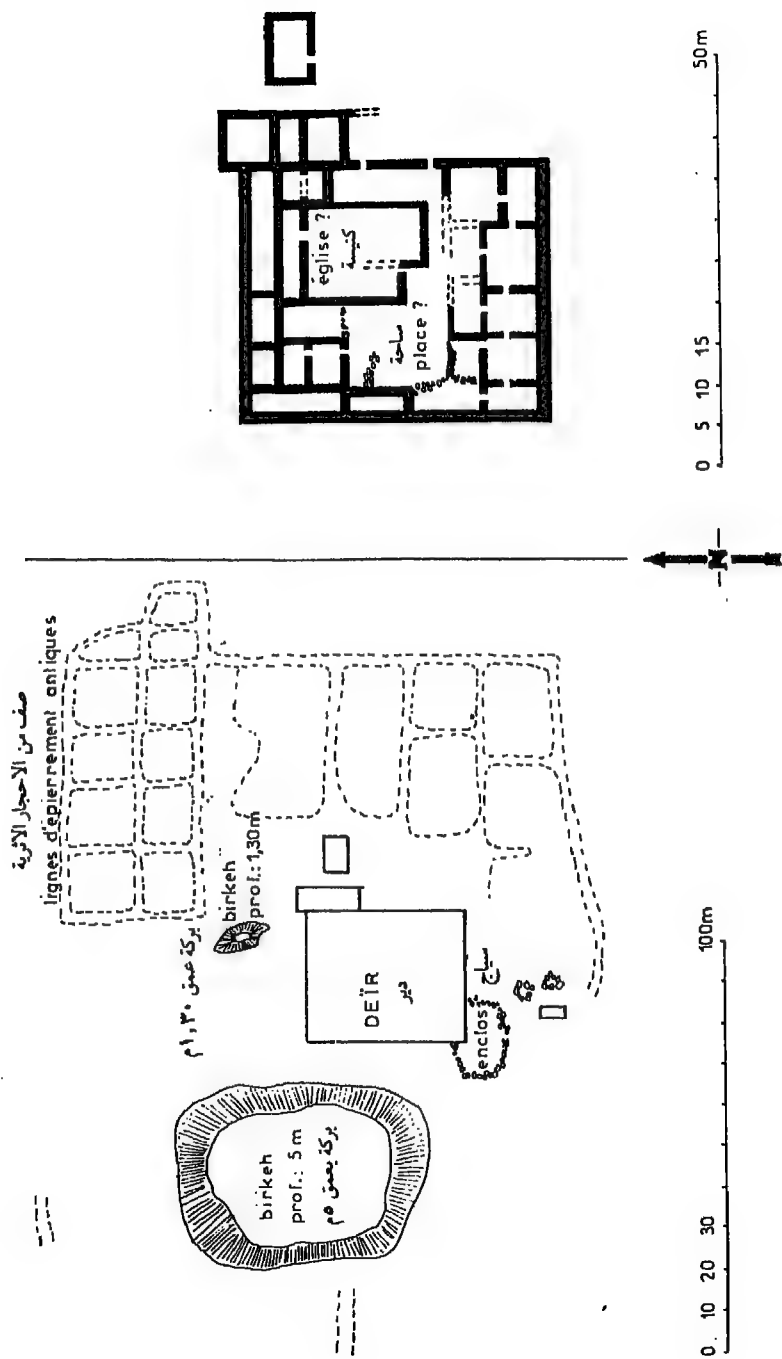 صف من الاحجار الاثرية
lignes d'épierrement antiques
birkeh
prof.: 1,30m
بركة عمق ١,٣٠م
DEÏR
دير
enclos
سياج
birkeh
prof.: 5 m
بركة بعمق ٥م
0 10 20 30 100m
N
église ?
كنيسة
ساحة
place ?
0 5 10 15 50m